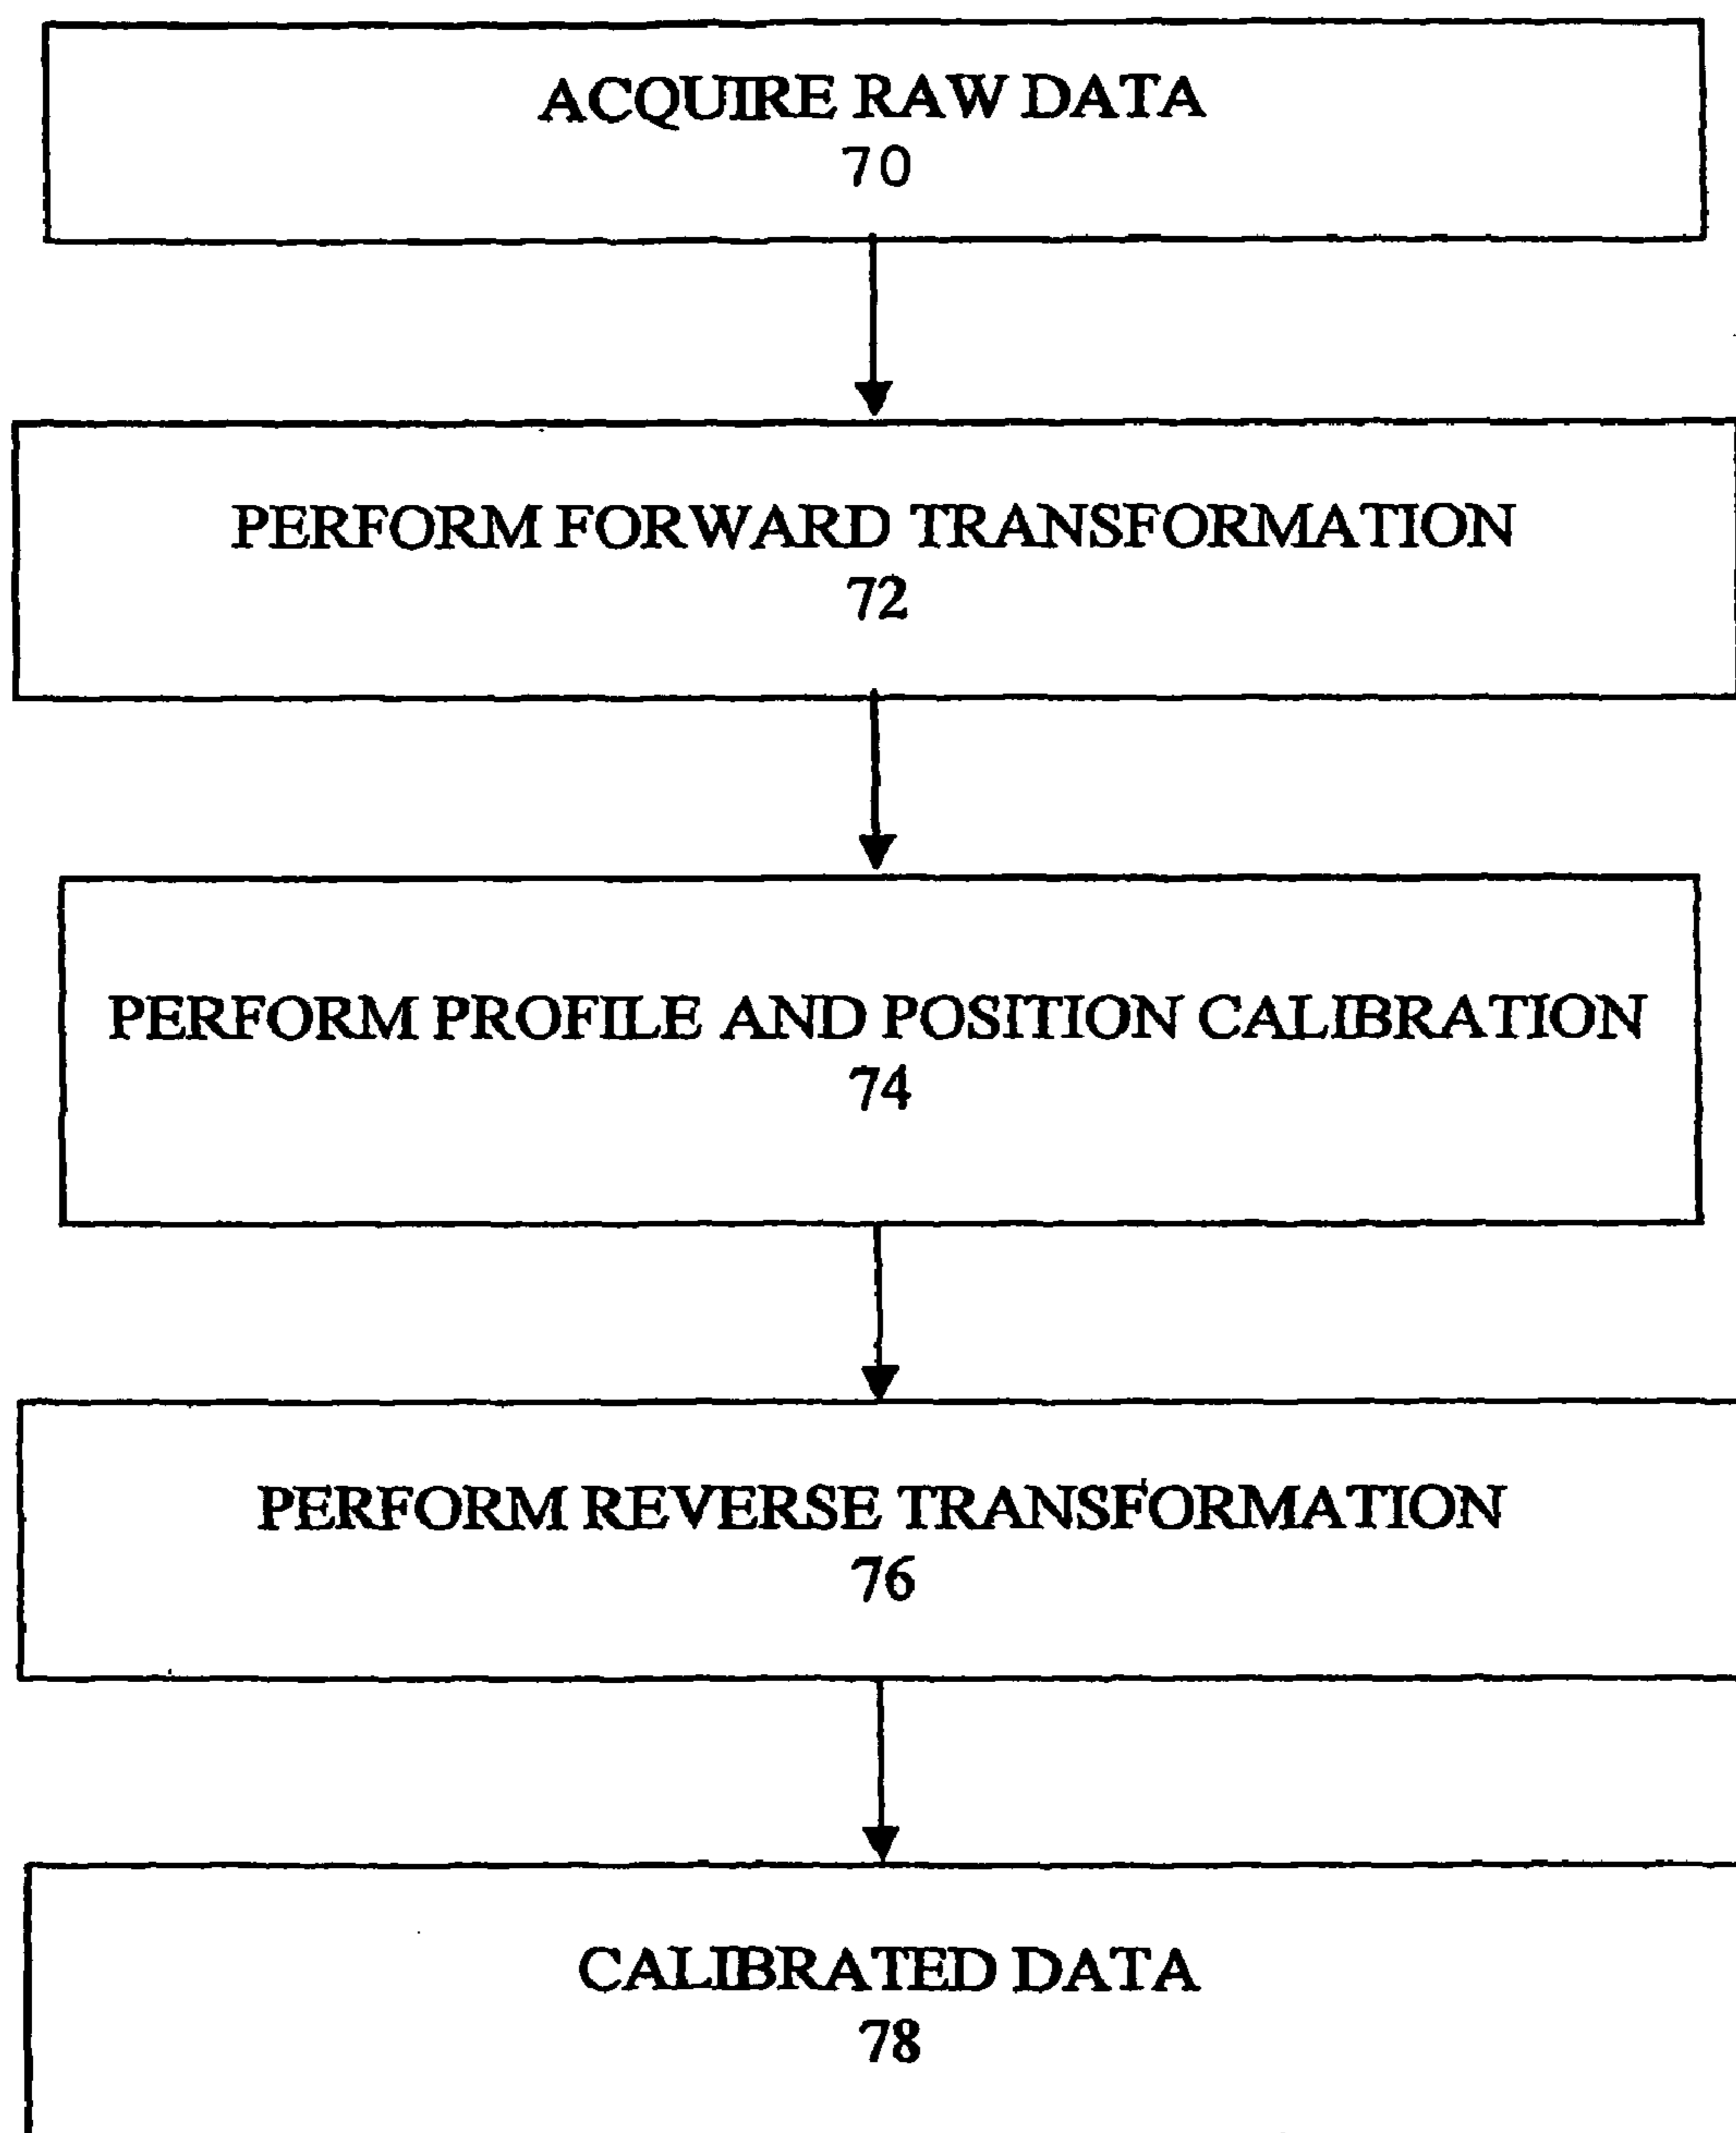 ACQUIRE RAW DATA
70
PERFORM FORWARD TRANSFORMATION
72
PERFORM PROFILE AND POSITION CALIBRATION
74
PERFORM REVERSE TRANSFORMATION
76
CALIBRATED DATA
78